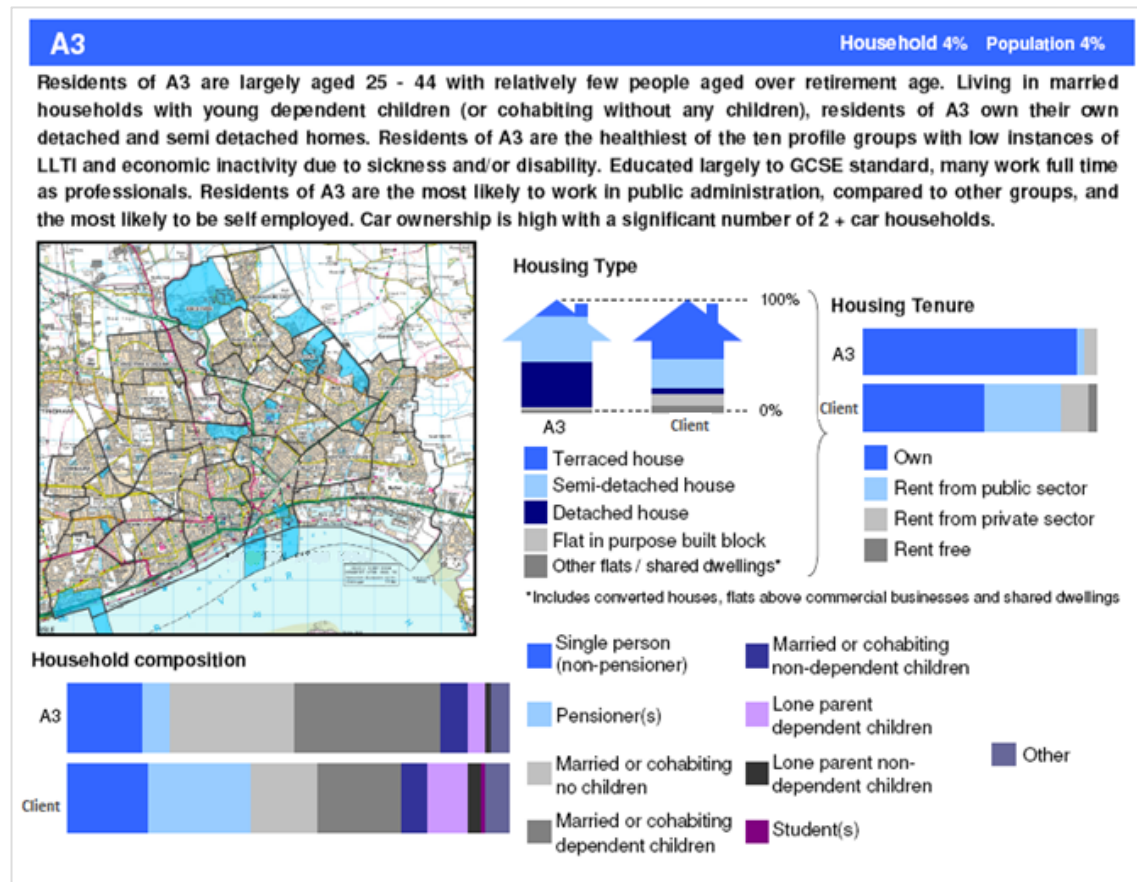 A3
Household 4% Population 4%
Residents of A3 are largely aged 25 - 44 with relatively few people aged over retirement age. Living in married
households with young dependent children (or cohabiting without any children), residents of A3 own their own
detached and semi detached homes. Residents of A3 are the healthiest of the ten profile groups with low instances of
LLTI and economic inactivity due to sickness and/or disability. Educated largely to GCSE standard, many work full time
as professionals. Residents of A3 are the most likely to work in public administration, compared to other groups, and
the most likely to be self employed. Car ownership is high with a significant number of 2 + car households.
Housing Type
100%
0%
A3
Client
Terraced house
Semi-detached house
Detached house
Flat in purpose built block
Other flats / shared dwellings*
Housing Tenure
A3
Client
Own
Rent from public sector
Rent from private sector
Rent free
*Includes converted houses, flats above commercial businesses and shared dwellings
Household composition
A3
Client
Single person
(non-pensioner)
Pensioner(s)
Married or cohabiting
no children
Married or cohabiting
dependent children
Married or cohabiting
non-dependent children
Lone parent
dependent children
Lone parent non-
dependent children
Student(s)
Other